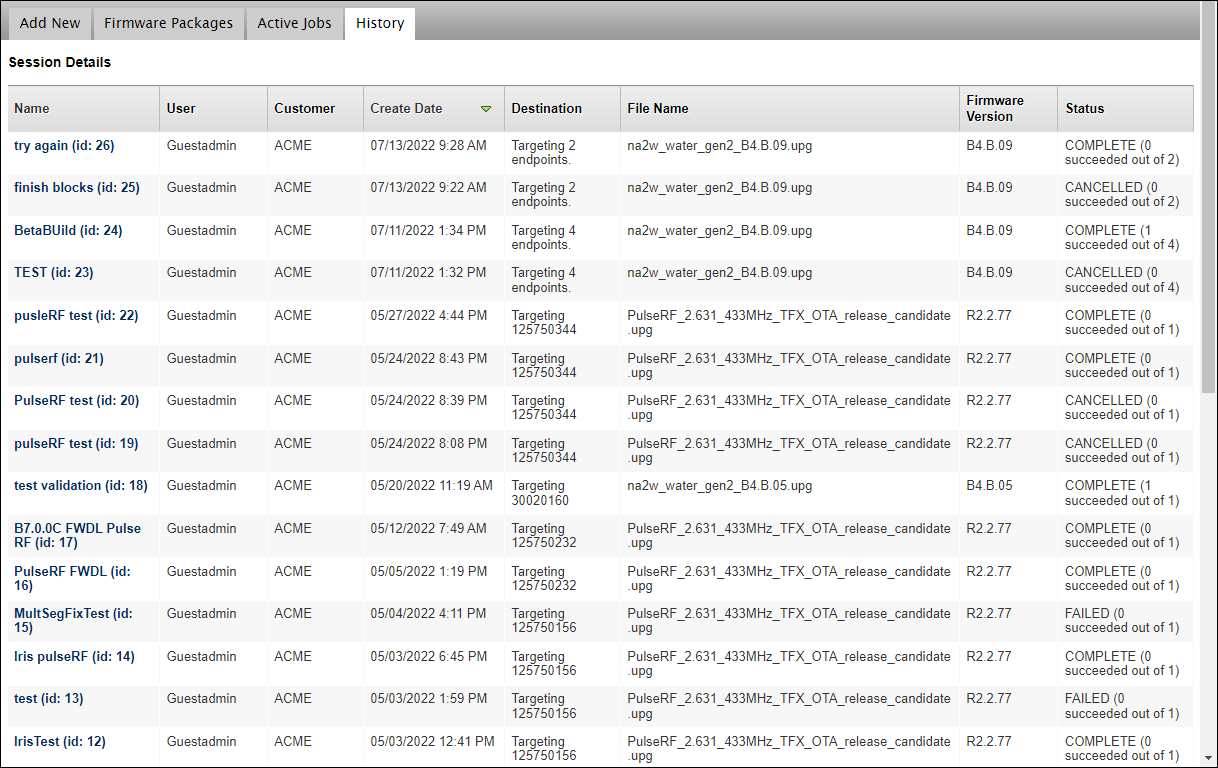 Add New Firmware Packages Active Jobs History
Session Details
Name User Customer Create Date Destination File Name Firmware Version Status
try again (id: 26) Guestadmin ACME 07/13/2022 9:28 AM Targeting 2 endpoints. na2w_water_gen2_B4.B.09.upg B4.B.09 COMPLETE (0 succeeded out of 2)
finish blocks (id: 25) Guestadmin ACME 07/13/2022 9:22 AM Targeting 2 endpoints. na2w_water_gen2_B4.B.09.upg B4.B.09 CANCELLED (0 succeeded out of 2)
BetaBUild (id: 24) Guestadmin ACME 07/11/2022 1:34 PM Targeting 4 endpoints. na2w_water_gen2_B4.B.09.upg B4.B.09 COMPLETE (1 succeeded out of 4)
TEST (id: 23) Guestadmin ACME 07/11/2022 1:32 PM Targeting 4 endpoints. na2w_water_gen2_B4.B.09.upg B4.B.09 CANCELLED (0 succeeded out of 4)
pusleRF test (id: 22) Guestadmin ACME 05/27/2022 4:44 PM Targeting 125750344 PulseRF_2.631_433MHz_TFX_OTA_release_candidate.upg R2.2.77 COMPLETE (0 succeeded out of 1)
pulserf (id: 21) Guestadmin ACME 05/24/2022 8:43 PM Targeting 125750344 PulseRF_2.631_433MHz_TFX_OTA_release_candidate.upg R2.2.77 COMPLETE (0 succeeded out of 1)
PulseRF test (id: 20) Guestadmin ACME 05/24/2022 8:39 PM Targeting 125750344 PulseRF_2.631_433MHz_TFX_OTA_release_candidate.upg R2.2.77 CANCELLED (0 succeeded out of 1)
pulseRF test (id: 19) Guestadmin ACME 05/24/2022 8:08 PM Targeting 125750344 PulseRF_2.631_433MHz_TFX_OTA_release_candidate.upg R2.2.77 CANCELLED (0 succeeded out of 1)
test validation (id: 18) Guestadmin ACME 05/20/2022 11:19 AM Targeting 30020160 na2w_water_gen2_B4.B.05.upg B4.B.05 COMPLETE (1 succeeded out of 1)
B7.0.0C FWDL Pulse RF (id: 17) Guestadmin ACME 05/12/2022 7:49 AM Targeting 125750232 PulseRF_2.631_433MHz_TFX_OTA_release_candidate.upg R2.2.77 COMPLETE (0 succeeded out of 1)
PulseRF FWDL (id: 16) Guestadmin ACME 05/05/2022 1:19 PM Targeting 125750232 PulseRF_2.631_433MHz_TFX_OTA_release_candidate.upg R2.2.77 COMPLETE (0 succeeded out of 1)
MultSegFixTest (id: 15) Guestadmin ACME 05/04/2022 4:11 PM Targeting 125750156 PulseRF_2.631_433MHz_TFX_OTA_release_candidate.upg R2.2.77 FAILED (0 succeeded out of 1)
Iris pulseRF (id: 14) Guestadmin ACME 05/03/2022 6:45 PM Targeting 125750156 PulseRF_2.631_433MHz_TFX_OTA_release_candidate.upg R2.2.77 COMPLETE (0 succeeded out of 1)
test (id: 13) Guestadmin ACME 05/03/2022 1:59 PM Targeting 125750156 PulseRF_2.631_433MHz_TFX_OTA_release_candidate.upg R2.2.77 FAILED (0 succeeded out of 1)
IrisTest (id: 12) Guestadmin ACME 05/03/2022 12:41 PM Targeting 125750156 PulseRF_2.631_433MHz_TFX_OTA_release_candidate.upg R2.2.77 COMPLETE (0 succeeded out of 1)